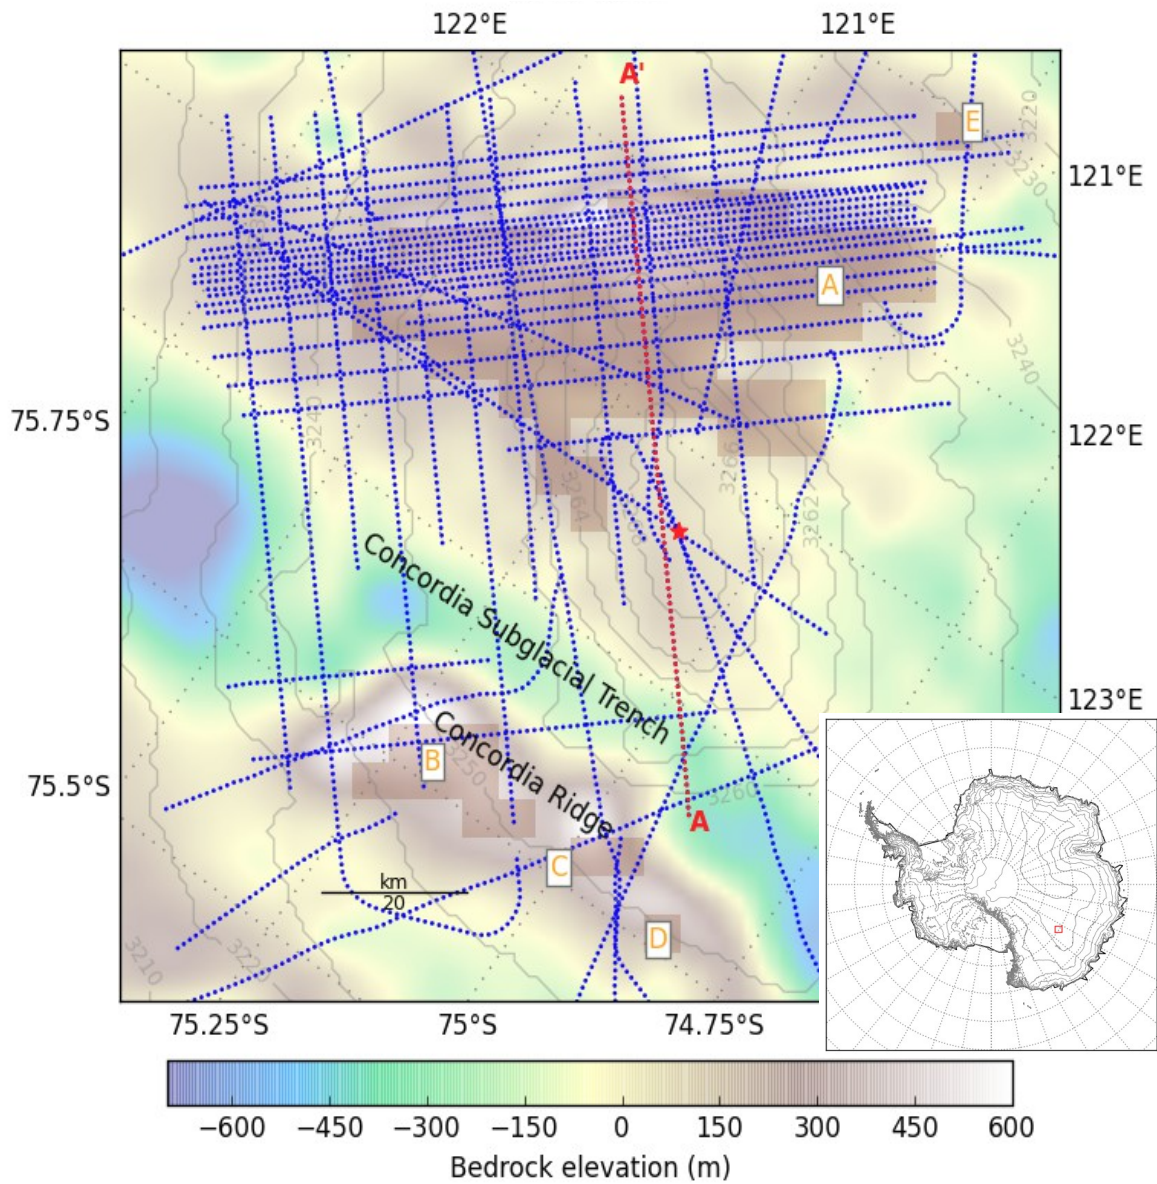 122°E 121°E
A'
E
3220
121°E
3230
A
3240
3240
75.75°S
122°E
3264
3262
Concordia Subglacial Trench
123°E
Concordia Ridge
B
3250
75.5°S
3260
A
C
km
20
D
3210
3220
75.25°S 75°S 74.75°S
−600 −450 −300 −150 0 150 300 450 600
Bedrock elevation (m)